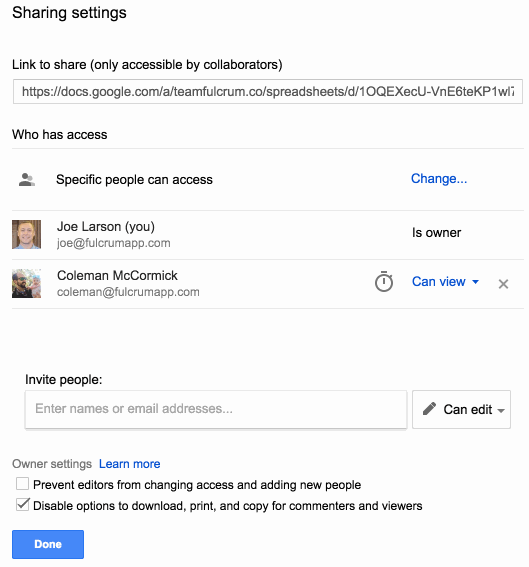 Sharing settings
Link to share (only accessible by collaborators)
https://docs.google.com/a/teamfulcrum.co/spreadsheets/d/1OQEXecU-VnE6teKP1wl7
Who has access
Specific people can access Change...
Joe Larson (you) Is owner
joe@fulcrumapp.com
Coleman McCormick Can view
coleman@fulcrumapp.com
Invite people:
Enter names or email addresses... Can edit
Owner settings Learn more
Prevent editors from changing access and adding new people
Disable options to download, print, and copy for commenters and viewers
Done